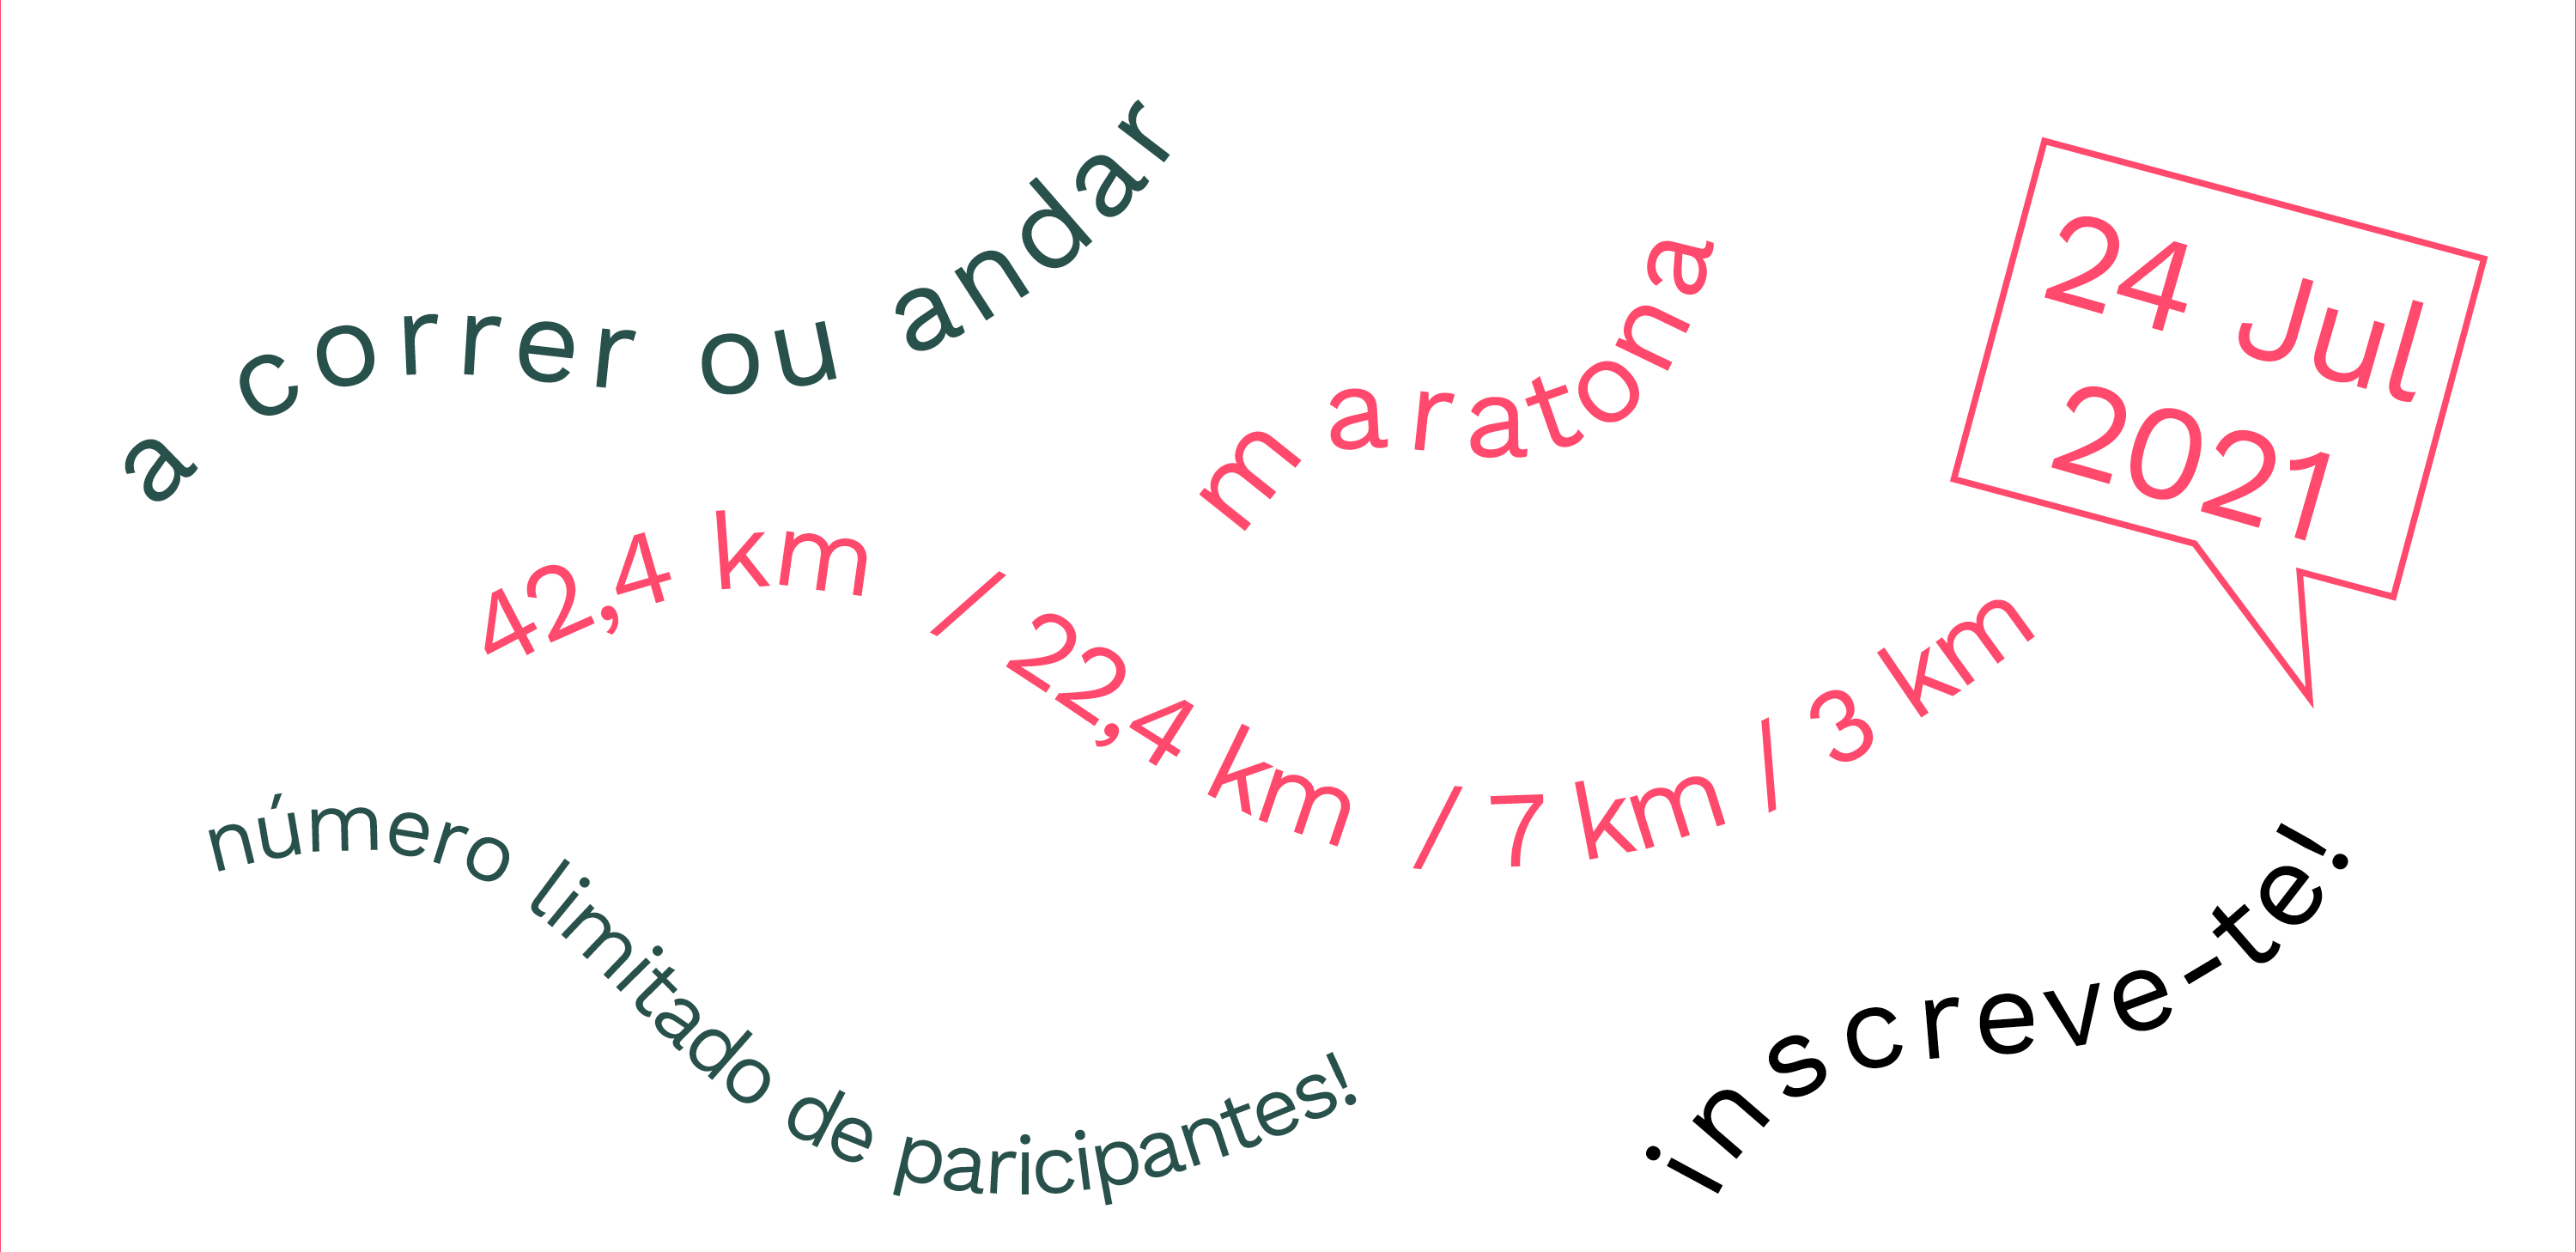 a correr ou andar
maratona
24 Jul
2021
42,4 km / 22,4 km / 7 km / 3 km
número limitado de paricipantes!
inscreve-te!